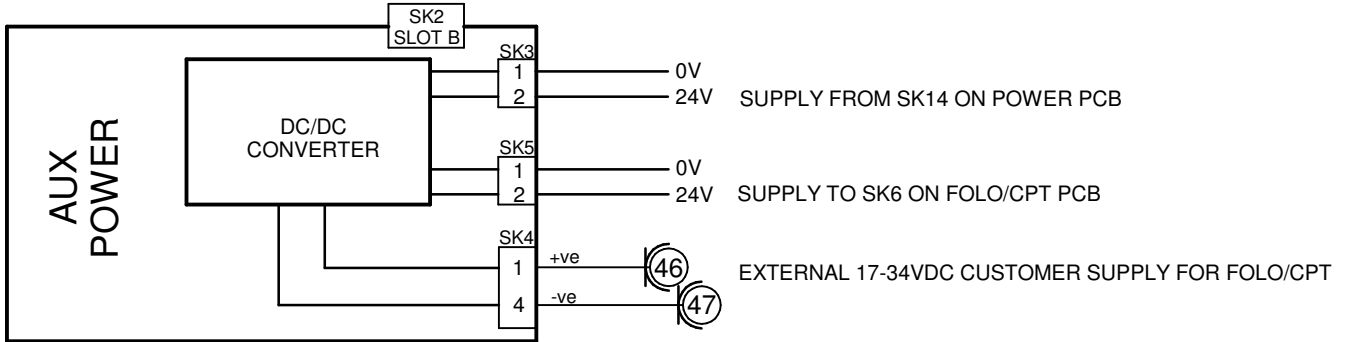 SK2
SLOT B
SK3
1 0V
2 24V SUPPLY FROM SK14 ON POWER PCB
DC/DC
CONVERTER
AUX
POWER
SK5
1 0V
2 24V SUPPLY TO SK6 ON FOLO/CPT PCB
SK4
1 +ve 46 EXTERNAL 17-34VDC CUSTOMER SUPPLY FOR FOLO/CPT
4 -ve 47